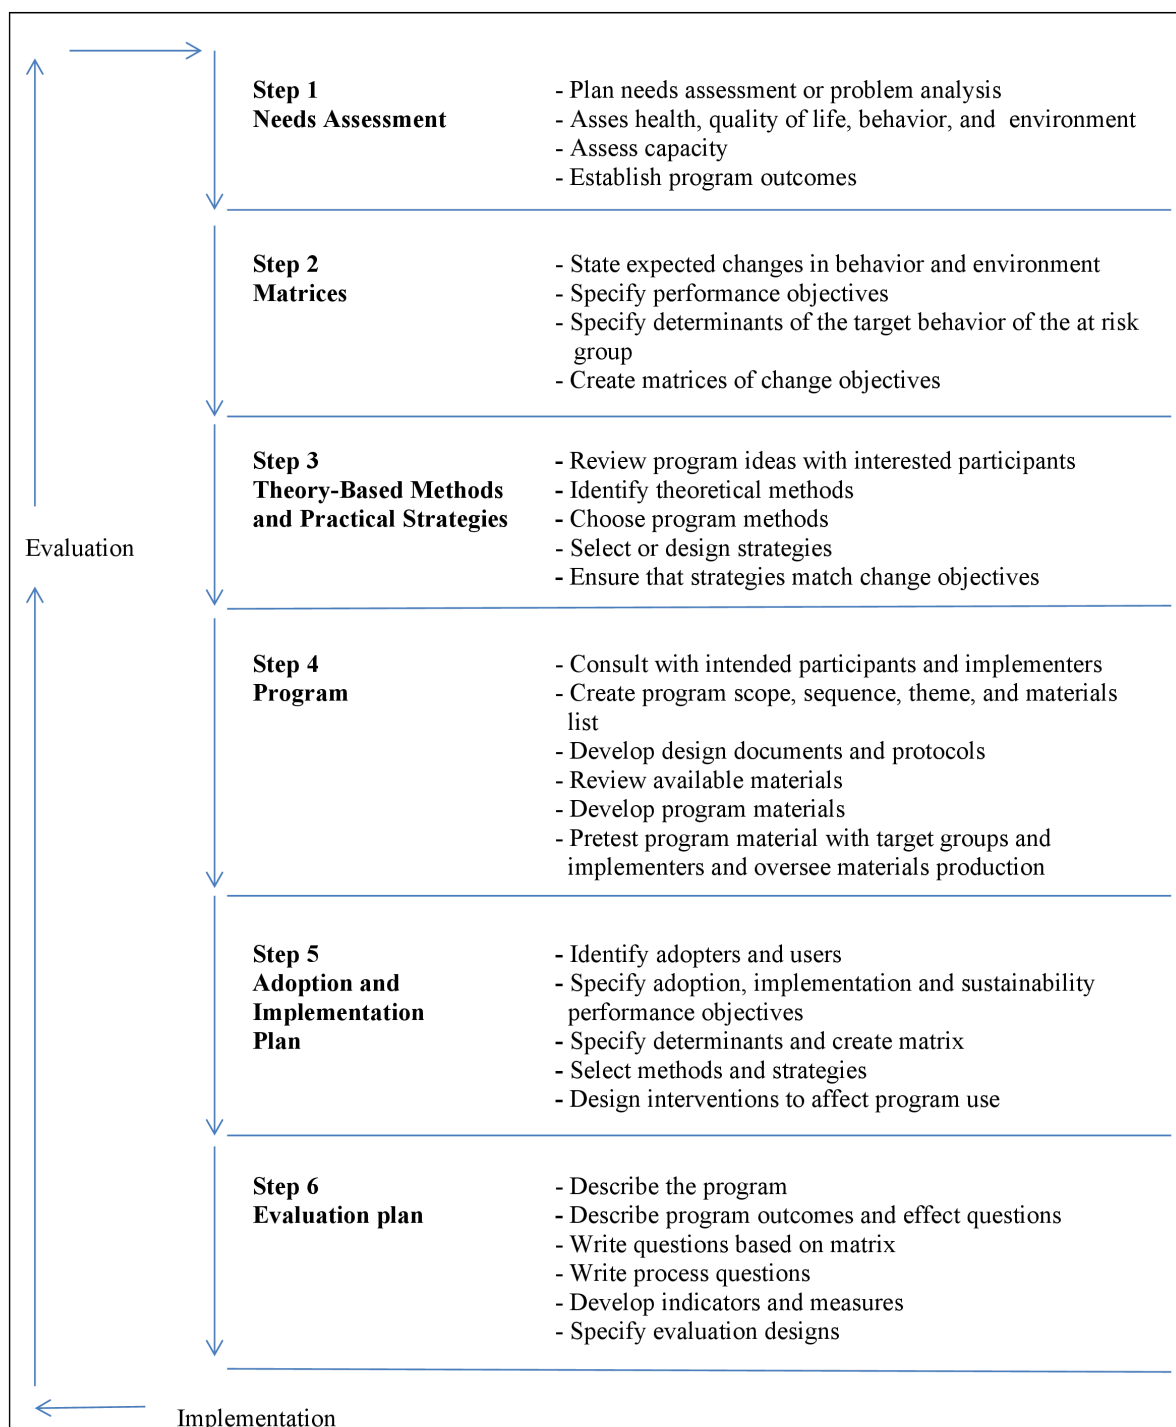 Step 1
Needs Assessment
- Plan needs assessment or problem analysis
- Asses health, quality of life, behavior, and environment
- Assess capacity
- Establish program outcomes
Step 2
Matrices
- State expected changes in behavior and environment
- Specify performance objectives
- Specify determinants of the target behavior of the at risk
group
- Create matrices of change objectives
Step 3
Theory-Based Methods
and Practical Strategies
- Review program ideas with interested participants
- Identify theoretical methods
- Choose program methods
- Select or design strategies
- Ensure that strategies match change objectives
Evaluation
Step 4
Program
- Consult with intended participants and implementers
- Create program scope, sequence, theme, and materials
list
- Develop design documents and protocols
- Review available materials
- Develop program materials
- Pretest program material with target groups and
implementers and oversee materials production
Step 5
Adoption and
Implementation
Plan
- Identify adopters and users
- Specify adoption, implementation and sustainability
performance objectives
- Specify determinants and create matrix
- Select methods and strategies
- Design interventions to affect program use
Step 6
Evaluation plan
- Describe the program
- Describe program outcomes and effect questions
- Write questions based on matrix
- Write process questions
- Develop indicators and measures
- Specify evaluation designs
Implementation